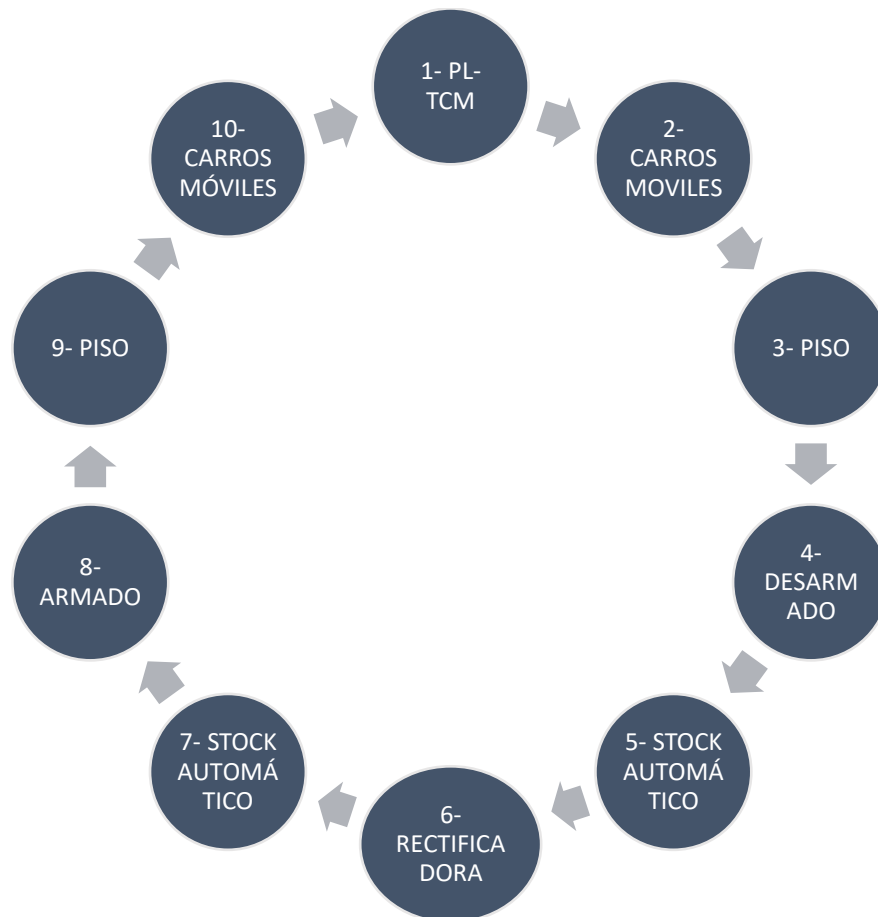 1- PL-
TCM
2-
CARROS
MOVILES
3- PISO
4-
DESARM
ADO
5- STOCK
AUTOMÁ
TICO
6-
RECTIFICA
DORA
7- STOCK
AUTOMÁ
TICO
8-
ARMADO
9- PISO
10-
CARROS
MÓVILES